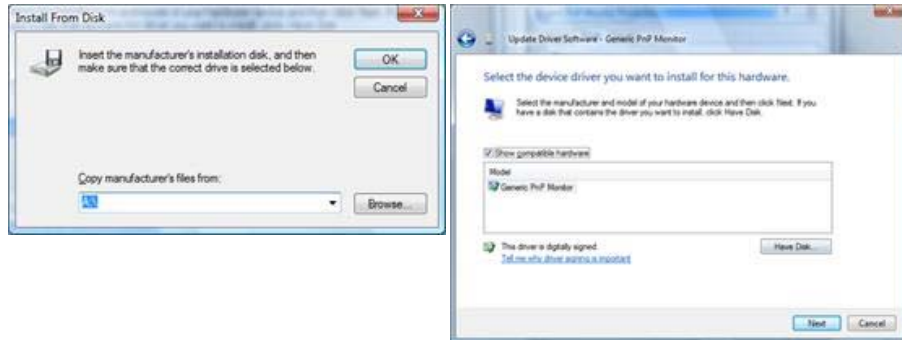 Install From Disk
Insert the manufacturer's installation disk, and then
make sure that the correct drive is selected below.
OK
Cancel
Copy manufacturer's files from:
A:\
Browse...
Update Driver Software - Generic PnP Monitor
Select the device driver you want to install for this hardware.
Select the manufacturer and model of your hardware device and then click Next. If you
have a disk that contains the driver you want to install, click Have Disk.
Show compatible hardware
Model
Generic PnP Monitor
This driver is digitally signed.
Tell me why driver signing is important
Have Disk...
Next
Cancel